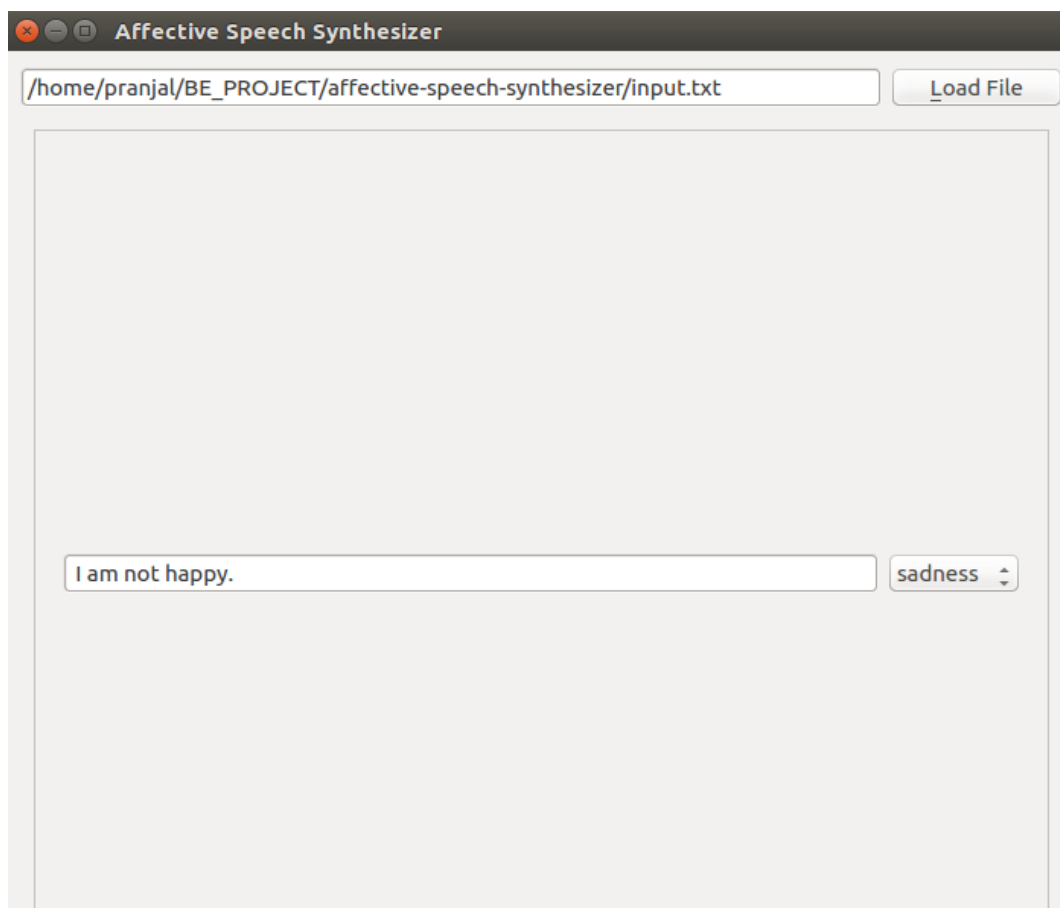 Affective Speech Synthesizer
/home/pranjal/BE_PROJECT/affective-speech-synthesizer/input.txt Load File
I am not happy. sadness